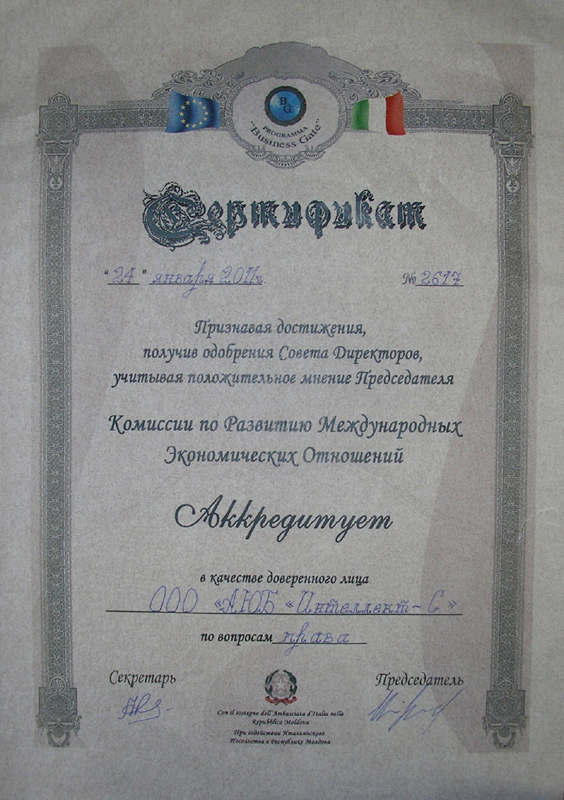 BG
PROGRAMMA
"Business Gate"
Сертификат
"24" января 2011г. № 2617
Признавая достижения,
получив одобрения Совета Директоров,
учитывая положительное мнение Председателя
Комиссии по Развитию Международных
Экономических Отношений
Аккредитует
в качестве доверенного лица
ООО «АЮБ «Интеллект-С»
по вопросам права
Секретарь Председатель
Con il sostegno dell'Ambasciata d'Italia nella
Repubblica Moldova
При содействии Итальянского
Посольства в Республике Молдова